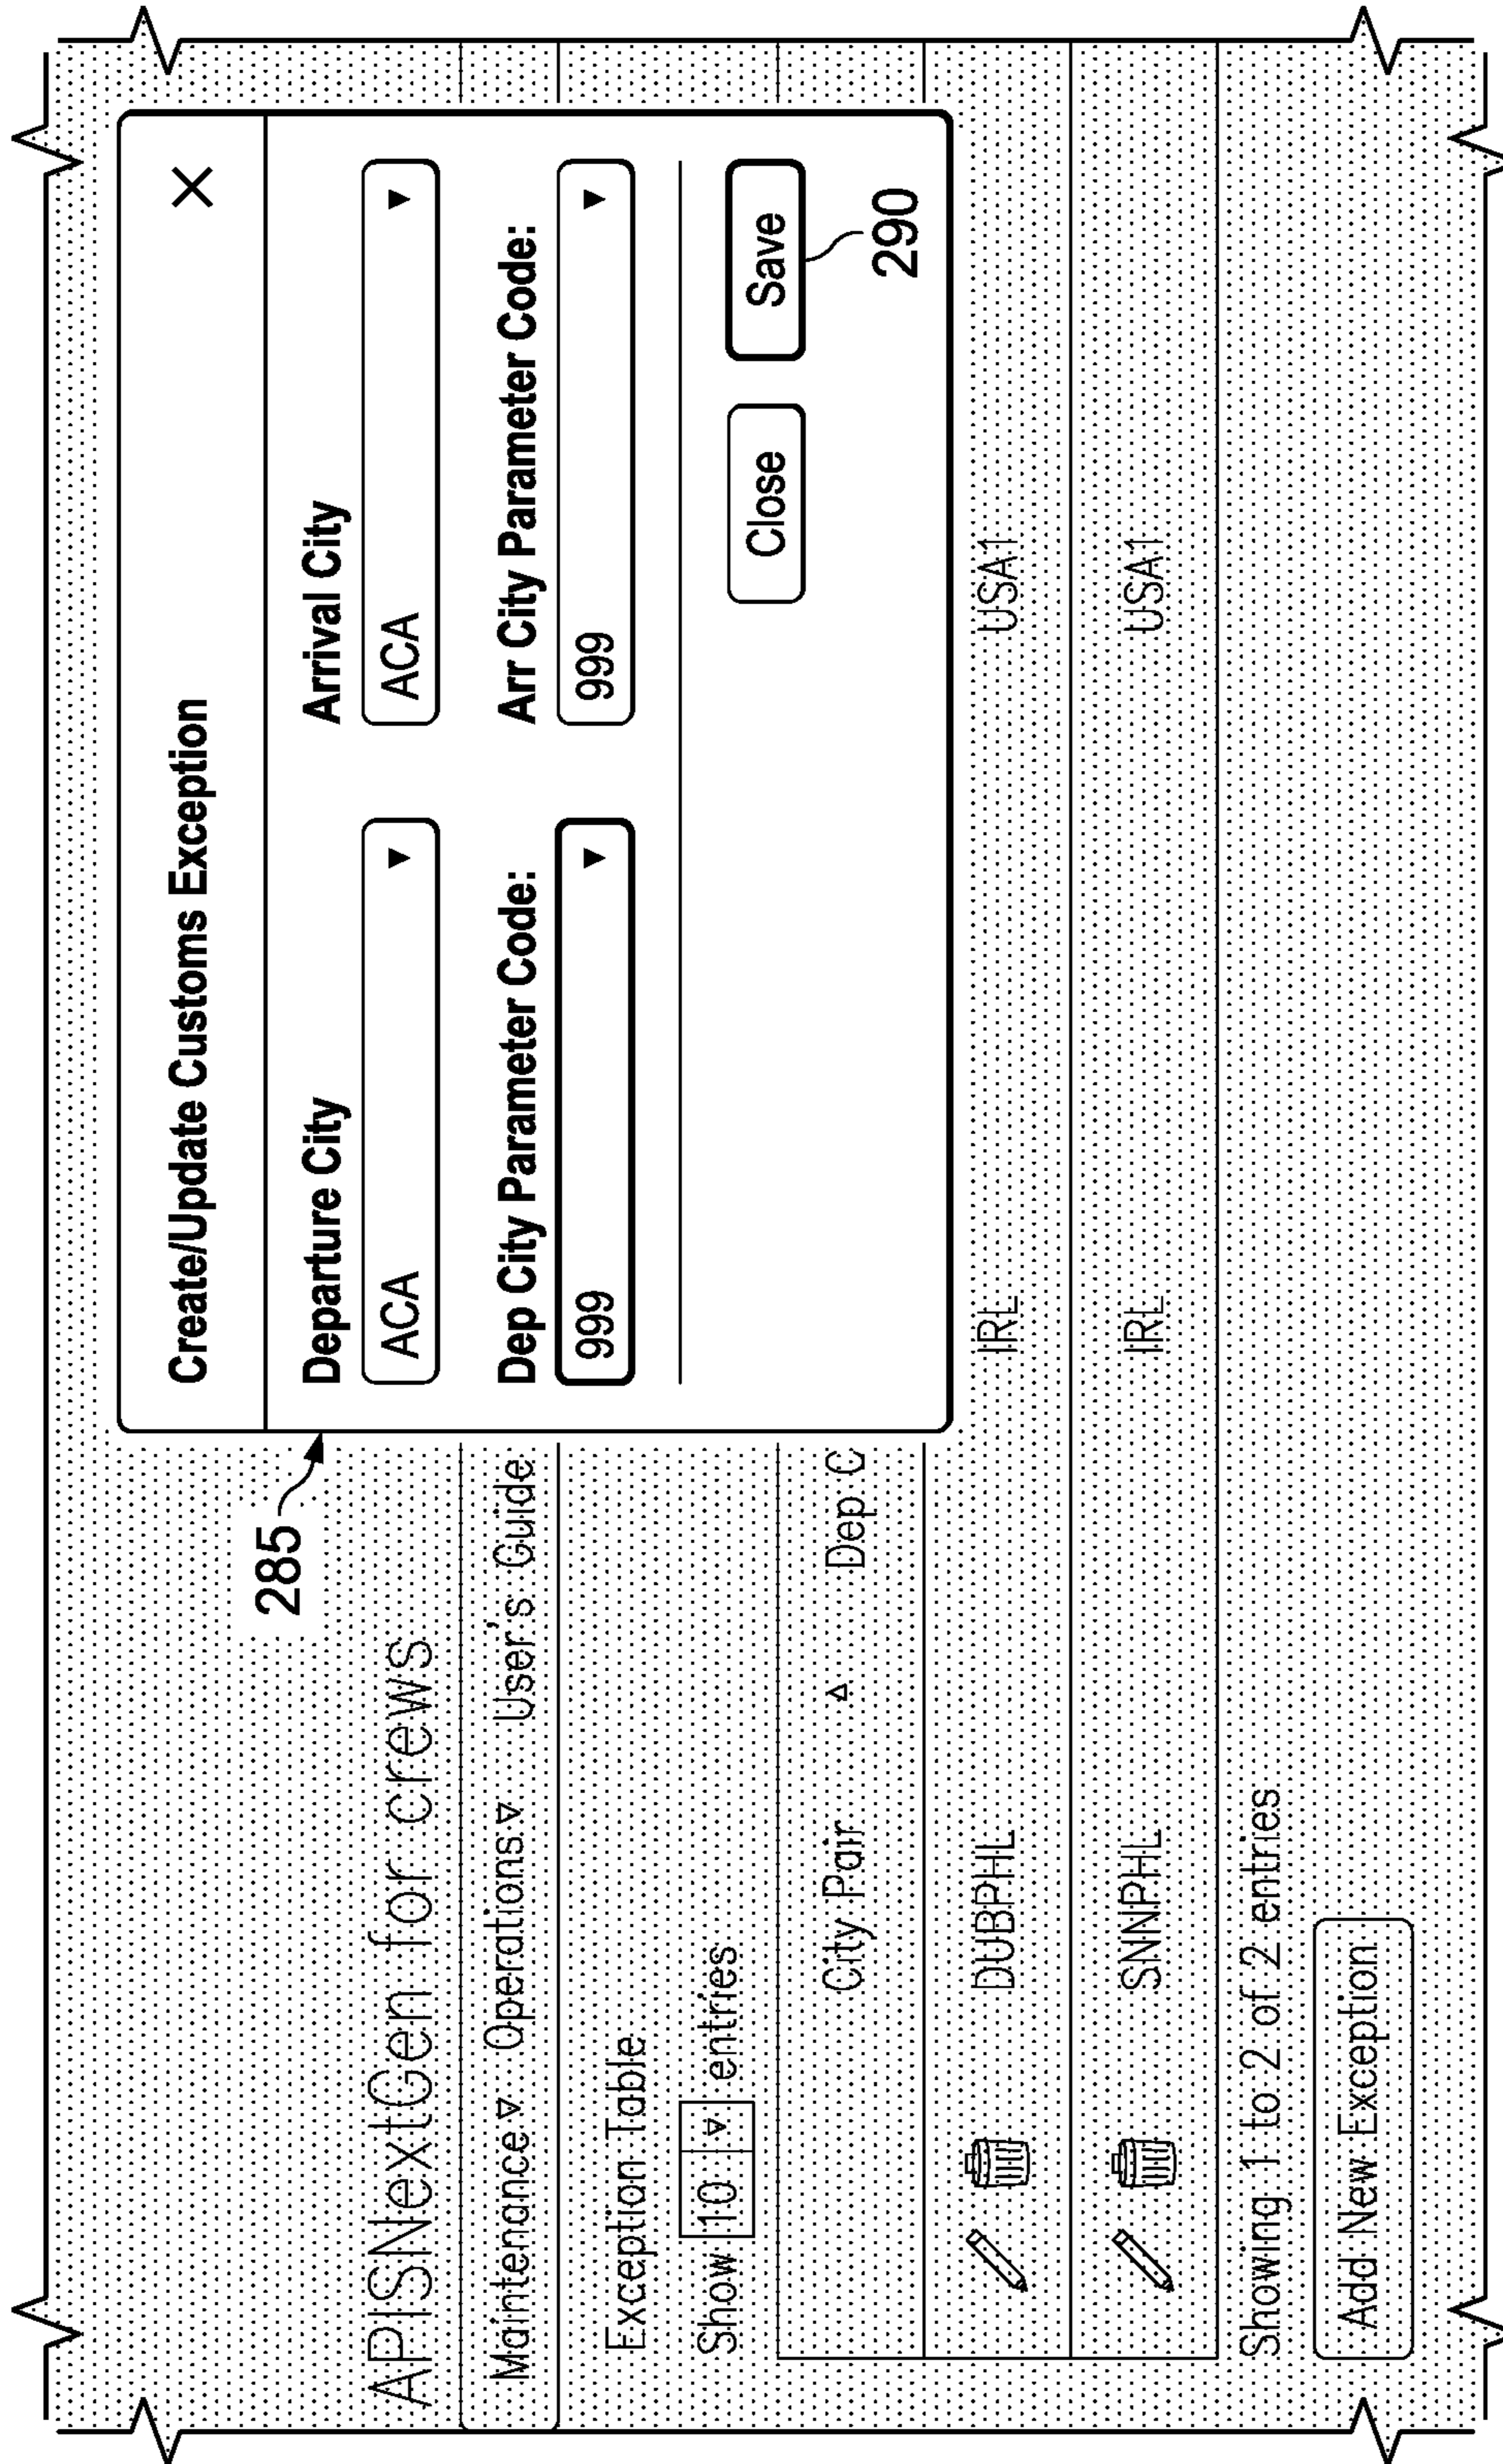 Create/Update Customs Exception
285
Departure City Arrival City
ACA ACA
Dep City Parameter Code: Arr City Parameter Code:
999 999
Close Save
290
APISNextGen for crews
Maintenance Operations User's Guide
Exception Table
Show 10 entries
City Pair Dep C
DUBPHL IRL USA1
SNNPHL IRL USA1
Showing 1 to 2 of 2 entries
Add New Exception